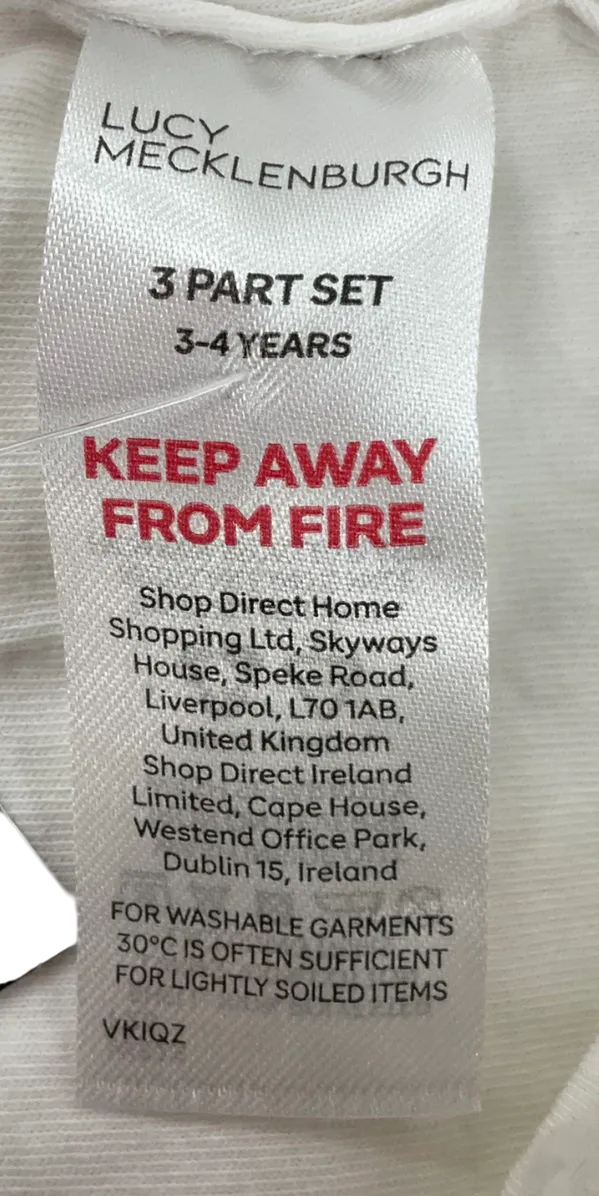 LUCY
MECKLENBURGH
3 PART SET
3-4 YEARS
KEEP AWAY
FROM FIRE
Shop Direct Home
Shopping Ltd, Skyways
House, Speke Road,
Liverpool, L70 1AB,
United Kingdom
Shop Direct Ireland
Limited, Cape House,
Westend Office Park,
Dublin 15, Ireland
FOR WASHABLE GARMENTS
30°C IS OFTEN SUFFICIENT
FOR LIGHTLY SOILED ITEMS
VKIQZ